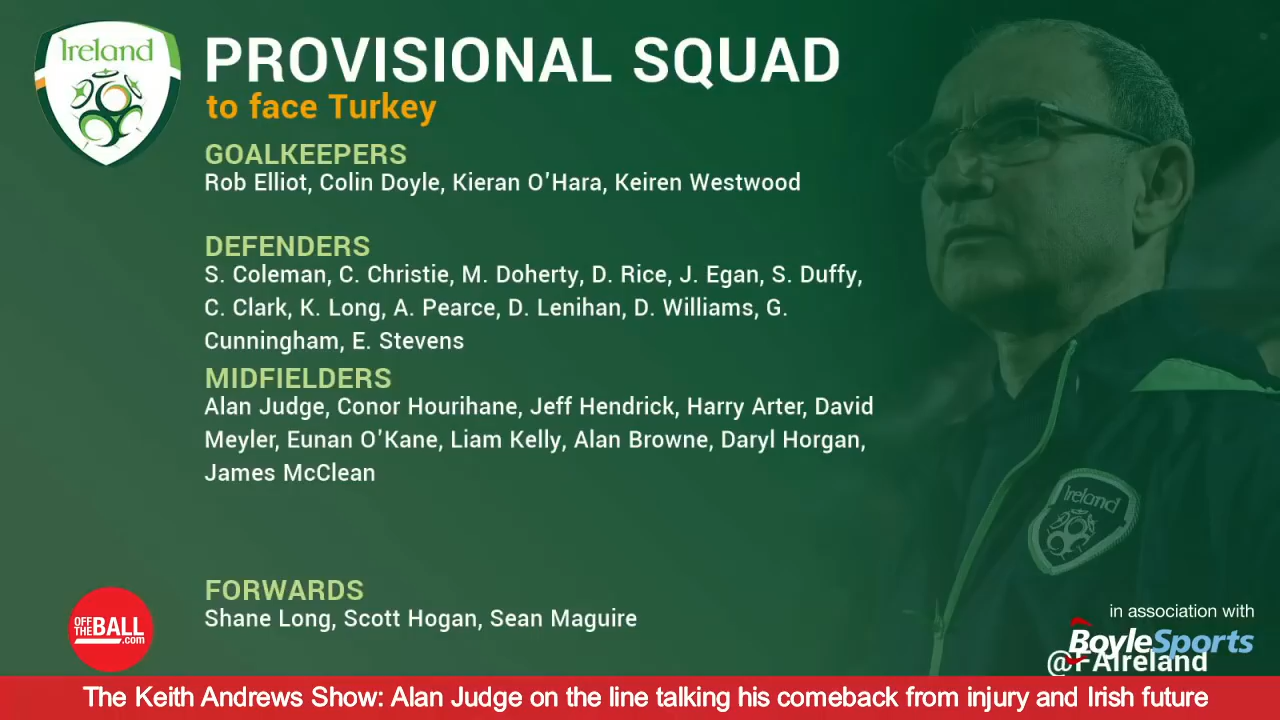 Ireland
PROVISIONAL SQUAD
to face Turkey
GOALKEEPERS
Rob Elliot, Colin Doyle, Kieran O'Hara, Keiren Westwood
DEFENDERS
S. Coleman, C. Christie, M. Doherty, D. Rice, J. Egan, S. Duffy,
C. Clark, K. Long, A. Pearce, D. Lenihan, D. Williams, G.
Cunningham, E. Stevens
MIDFIELDERS
Alan Judge, Conor Hourihane, Jeff Hendrick, Harry Arter, David
Meyler, Eunan O'Kane, Liam Kelly, Alan Browne, Daryl Horgan,
James McClean
Ireland
FORWARDS
Shane Long, Scott Hogan, Sean Maguire
OFF
THE BALL
.com
in association with
BoyleSports
@FAIreland
The Keith Andrews Show: Alan Judge on the line talking his comeback from injury and Irish future